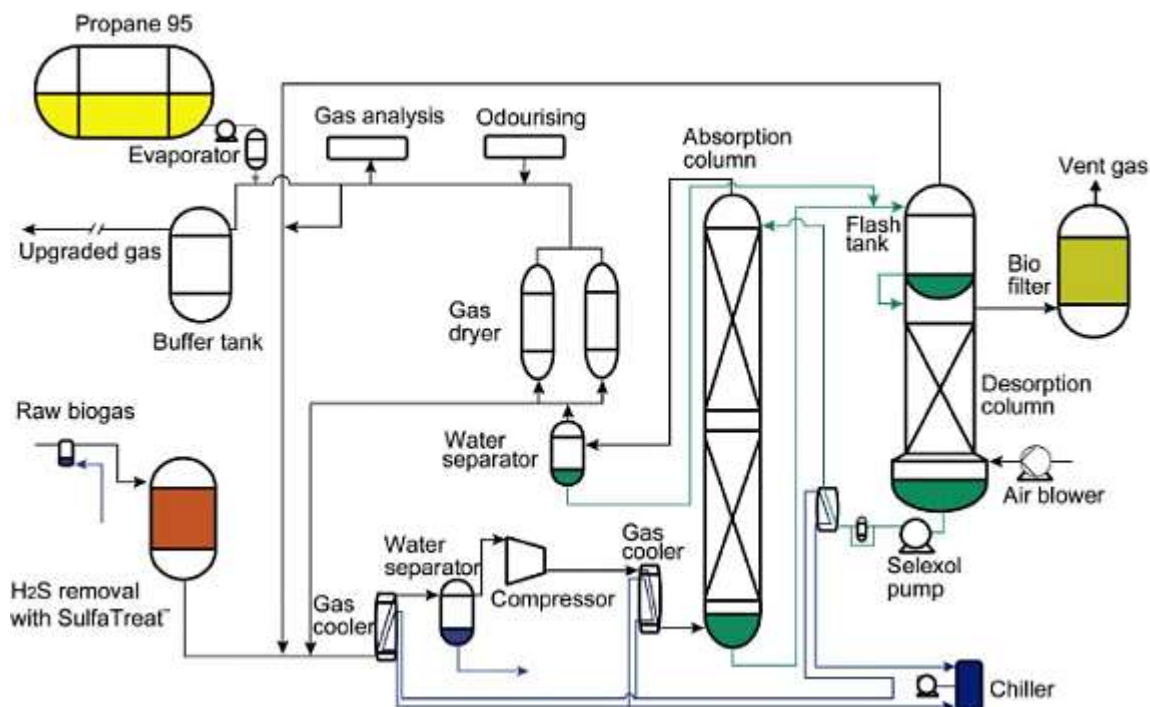 Propane 95
Evaporator
Gas analysis
Odourising
Absorption
column
Vent gas
Upgraded gas
Buffer tank
Gas
dryer
Flash
tank
Bio
filter
Desorption
column
Raw biogas
Water
separator
Air blower
H2S removal
with SulfaTreat™
Gas
cooler
Water
separator
Compressor
Gas
cooler
Selexol
pump
Chiller